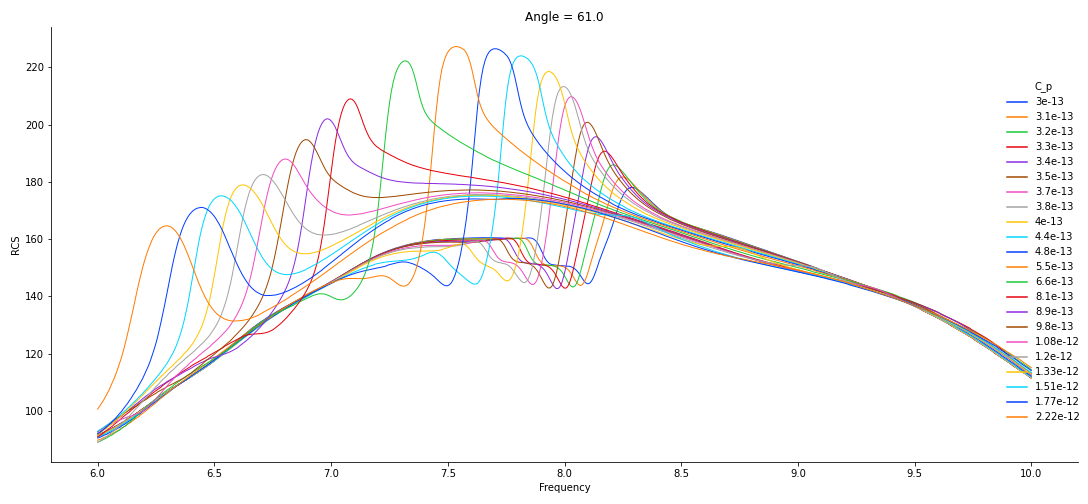 Angle = 61.0
RCS
220
200
180
160
140
120
100
6.0 6.5 7.0 7.5 8.0 8.5 9.0 9.5 10.0
Frequency
C_p
3e-13
3.1e-13
3.2e-13
3.3e-13
3.4e-13
3.5e-13
3.7e-13
3.8e-13
4e-13
4.4e-13
4.8e-13
5.5e-13
6.6e-13
8.1e-13
8.9e-13
9.8e-13
1.08e-12
1.2e-12
1.33e-12
1.51e-12
1.77e-12
2.22e-12